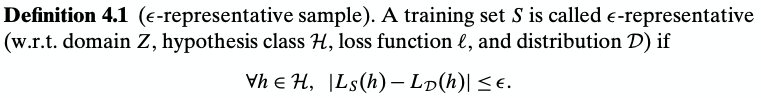 Definition 4.1 (ϵ-representative sample). A training set S is called ϵ-representative
(w.r.t. domain Z, hypothesis class ℋ, loss function ℓ, and distribution 𝒟) if
∀h ∈ ℋ, |L_S(h) − L_𝒟(h)| ≤ ϵ.